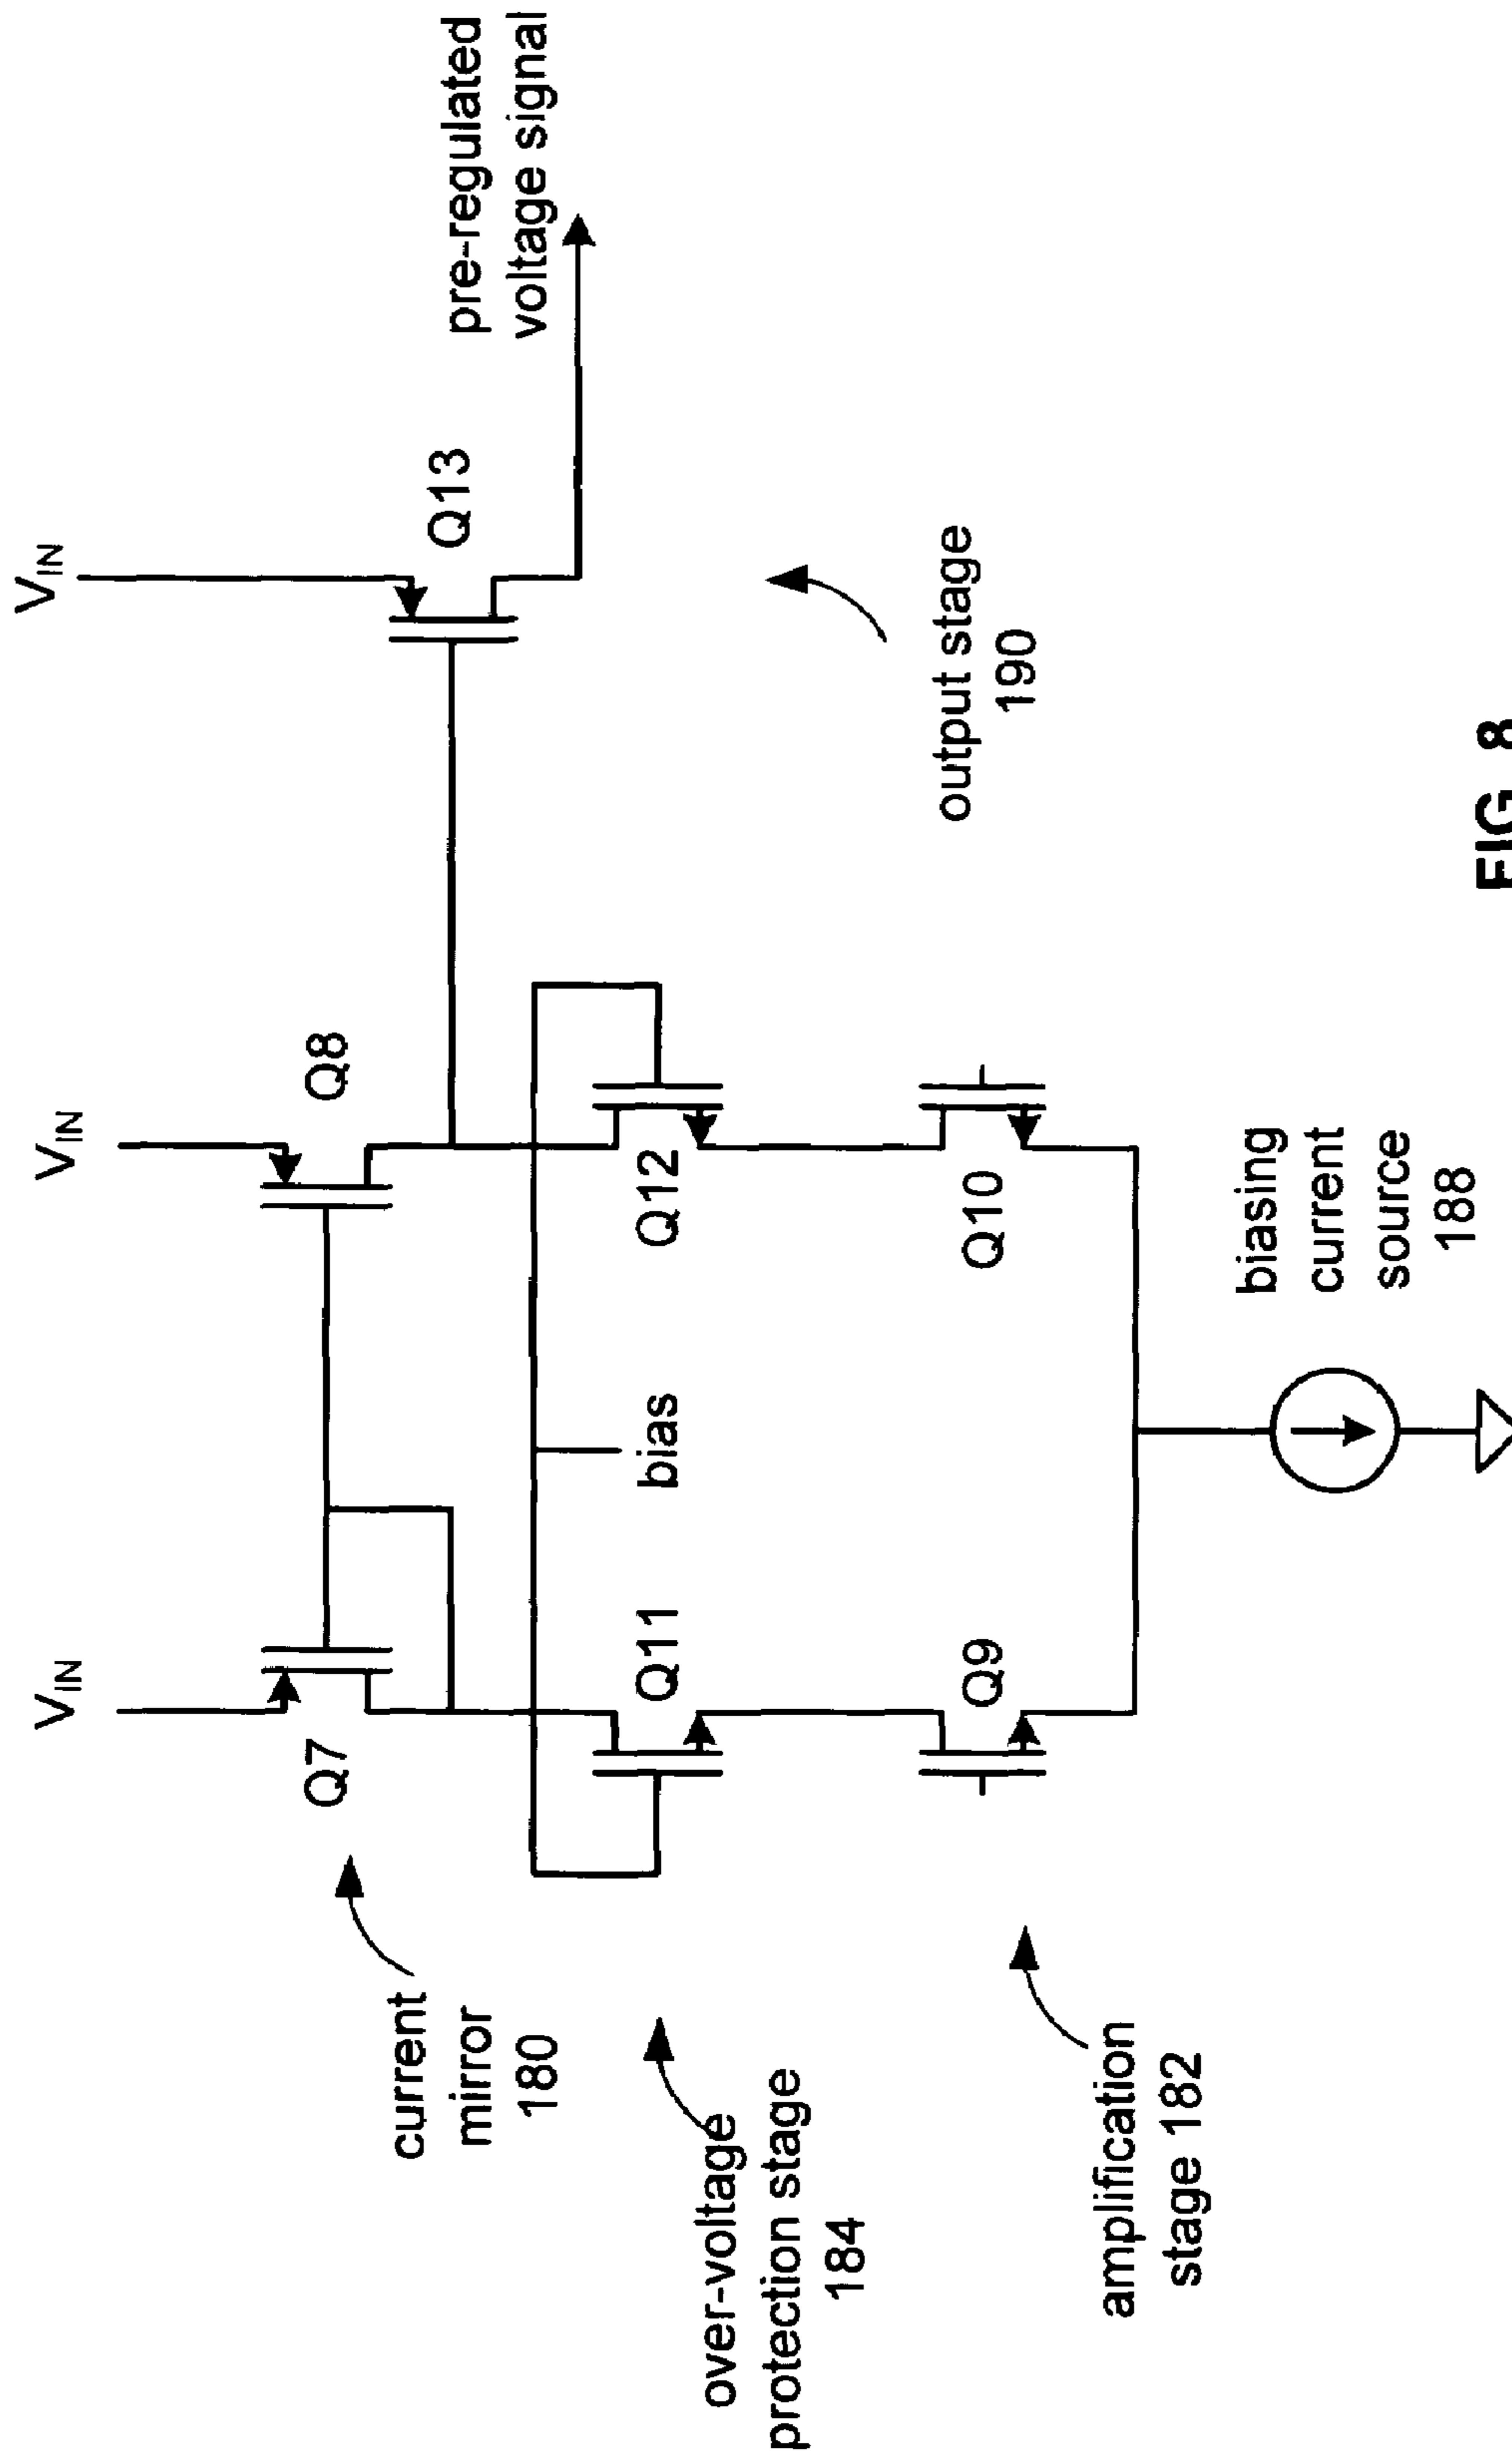 V_IN
V_IN
V_IN
Q7
Q8
Q13
pre-regulated
voltage signal
current
mirror
180
bias
Q11
Q12
over-voltage
protection stage
184
output stage
190
Q9
Q10
amplification
stage 182
biasing
current
source
188
FIG. 8